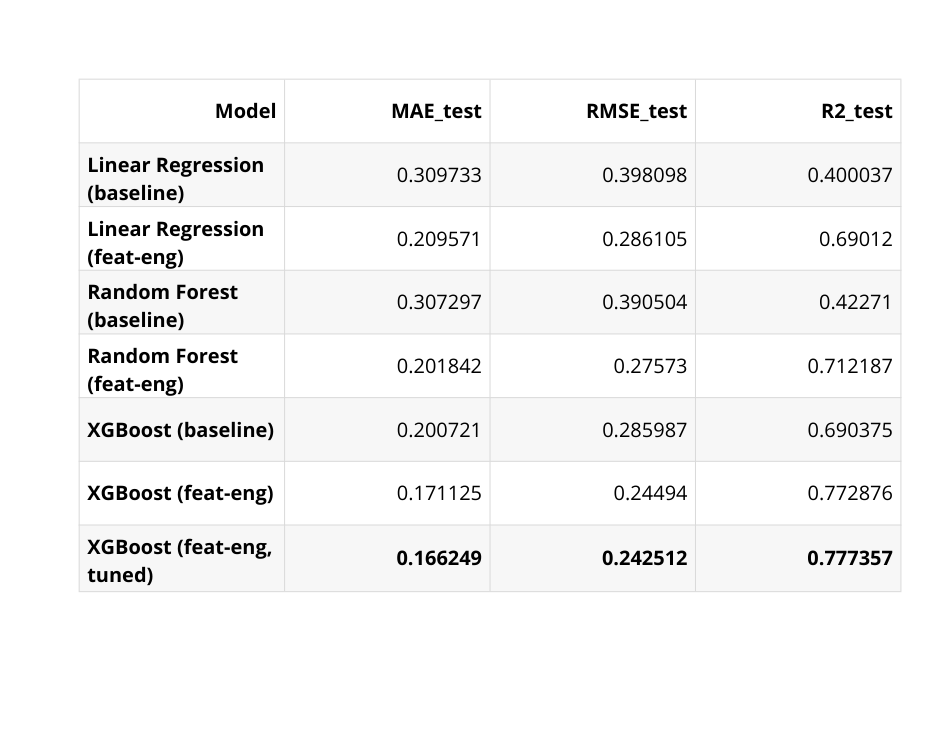 Model MAE_test RMSE_test R2_test
Linear Regression
(baseline) 0.309733 0.398098 0.400037
Linear Regression
(feat-eng) 0.209571 0.286105 0.69012
Random Forest
(baseline) 0.307297 0.390504 0.42271
Random Forest
(feat-eng) 0.201842 0.27573 0.712187
XGBoost (baseline) 0.200721 0.285987 0.690375
XGBoost (feat-eng) 0.171125 0.24494 0.772876
XGBoost (feat-eng,
tuned) 0.166249 0.242512 0.777357